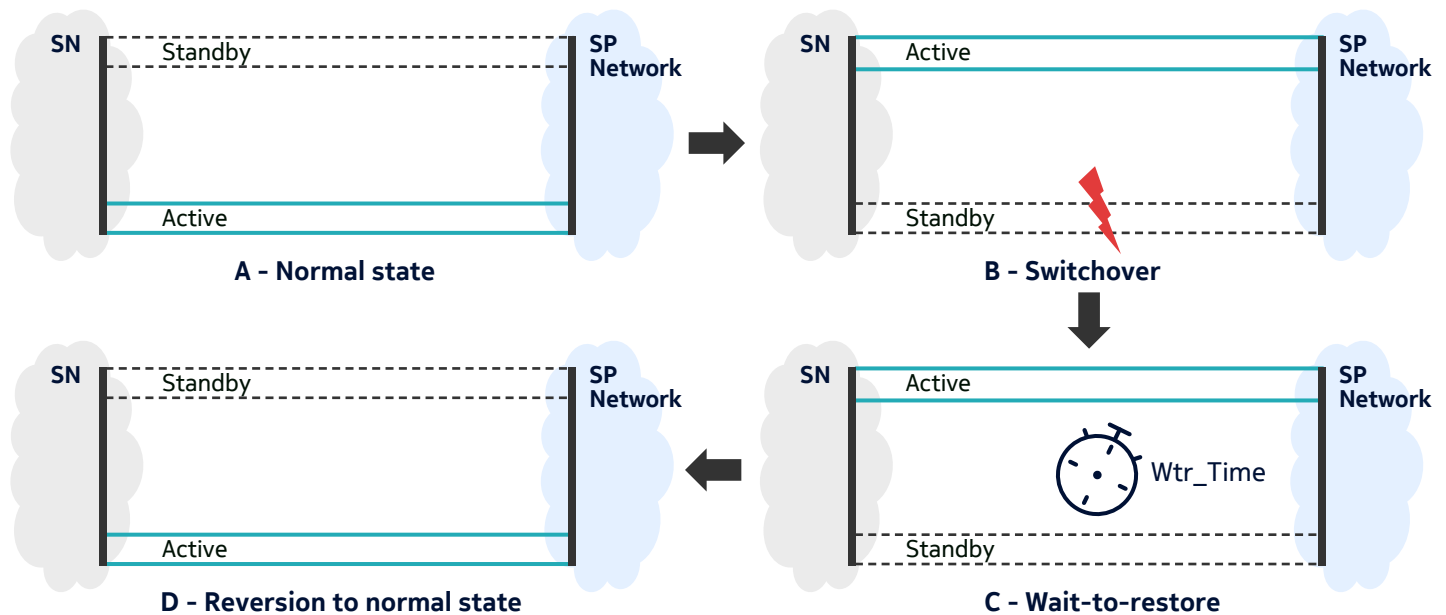 SN
Standby
SP
Network
Active
A - Normal state
SN
Active
SP
Network
Standby
B - Switchover
SN
Standby
SP
Network
Active
D - Reversion to normal state
SN
Active
SP
Network
Wtr_Time
Standby
C - Wait-to-restore